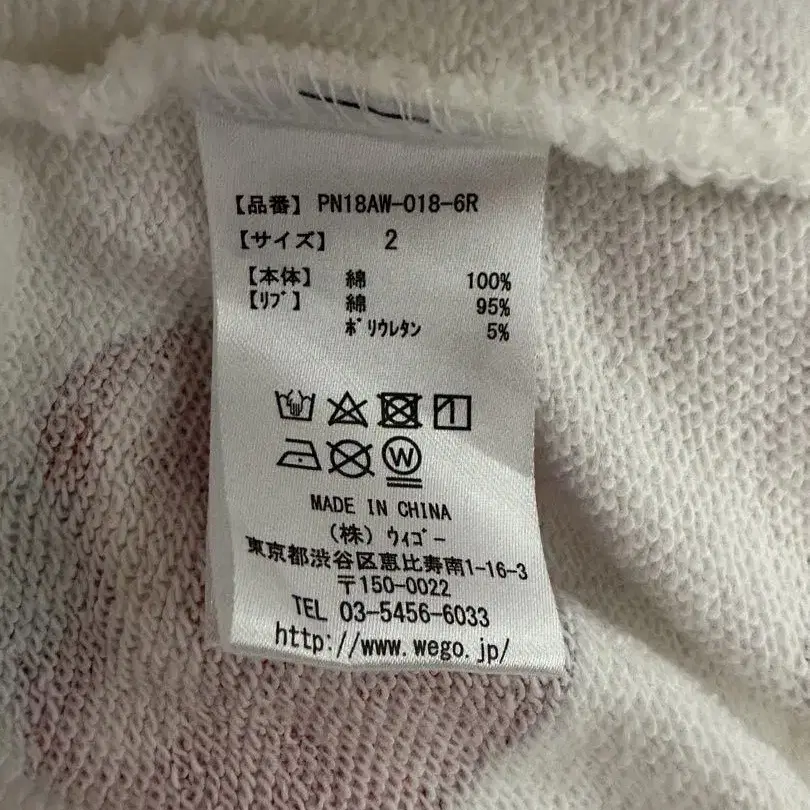 【品番】 PN18AW-018-6R
【サイズ】 2
【本体】 綿 100%
【ﾘﾌﾞ】 綿 95%
ﾎﾟﾘｳﾚﾀﾝ 5%
W
MADE IN CHINA
(株) ｳｨｺﾞｰ
東京都渋谷区恵比寿南1-16-3
〒150-0022
TEL 03-5456-6033
http://www.wego.jp/